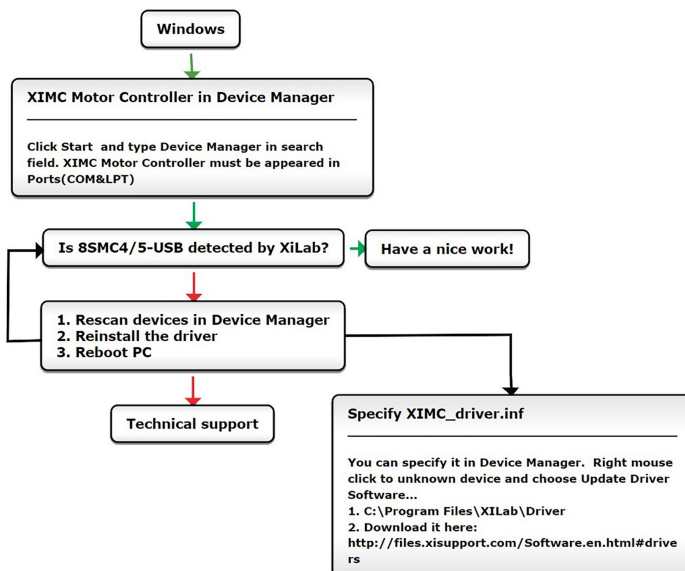 Windows
XIMC Motor Controller in Device Manager
Click Start  and type Device Manager in search
field. XIMC Motor Controller must be appeared in
Ports(COM&LPT)
Is 8SMC4/5-USB detected by XiLab?
Have a nice work!
1. Rescan devices in Device Manager
2. Reinstall the driver
3. Reboot PC
Technical support
Specify XIMC_driver.inf
You can specify it in Device Manager.  Right mouse
click to unknown device and choose Update Driver
Software...
1. C:\Program Files\XILab\Driver
2. Download it here:
http://files.xisupport.com/Software.en.html#drive
rs